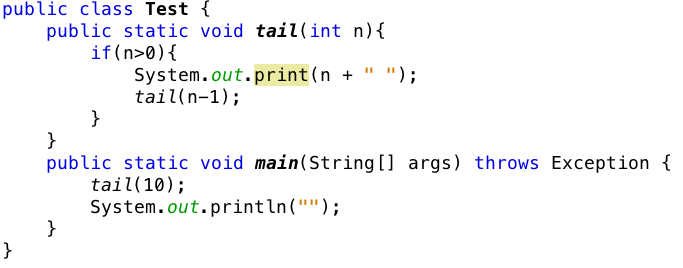 public class Test {
    public static void tail(int n){
        if(n>0){
            System.out.print(n + " ");
            tail(n-1);
        }
    }
    public static void main(String[] args) throws Exception {
        tail(10);
        System.out.println("");
    }
}